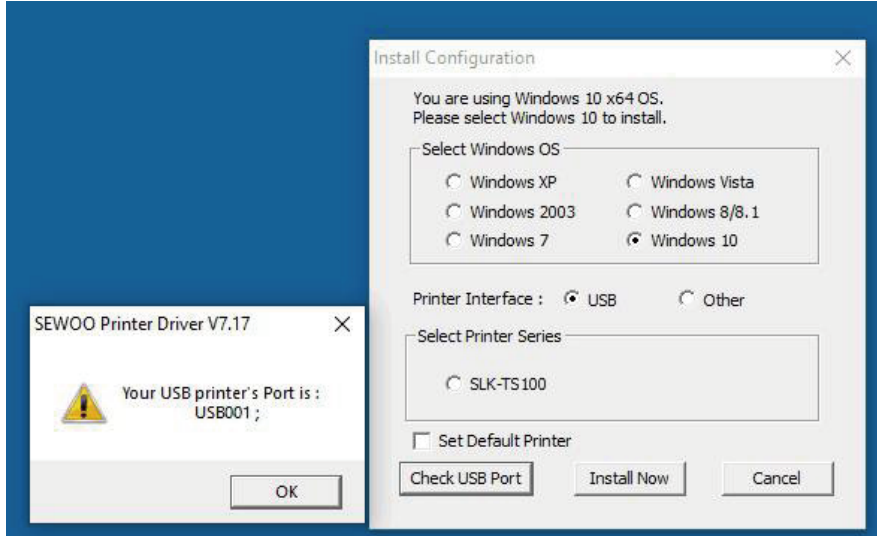 Install Configuration
You are using Windows 10 x64 OS.
Please select Windows 10 to install.
Select Windows OS
Windows XP
Windows Vista
Windows 2003
Windows 8/8.1
Windows 7
Windows 10
Printer Interface :
USB
Other
Select Printer Series
SLK-TS100
Set Default Printer
Check USB Port
Install Now
Cancel
SEWOO Printer Driver V7.17
Your USB printer's Port is :
USB001 ;
OK